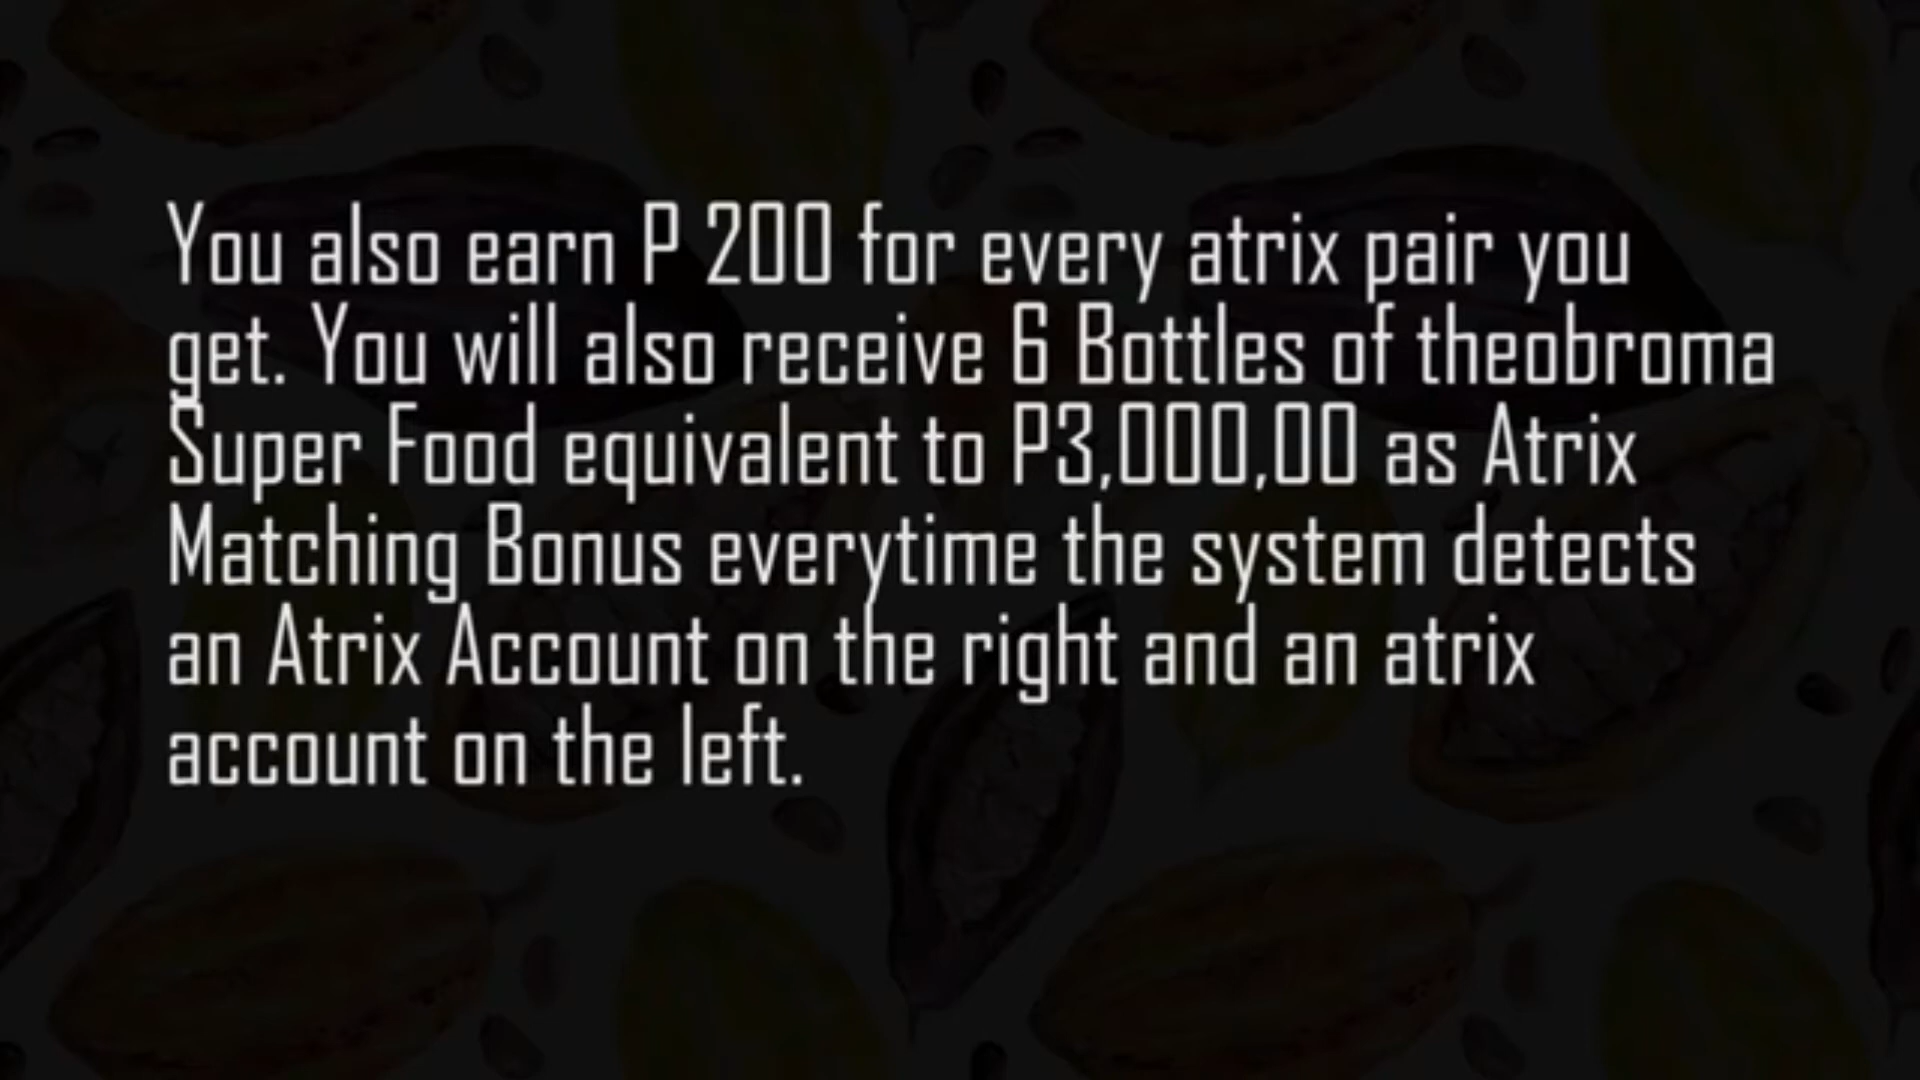 You also earn P 200 for every atrix pair you
get. You will also receive 6 Bottles of theobroma
Super Food equivalent to P3,000,00 as Atrix
Matching Bonus everytime the system detects
an Atrix Account on the right and an atrix
account on the left.